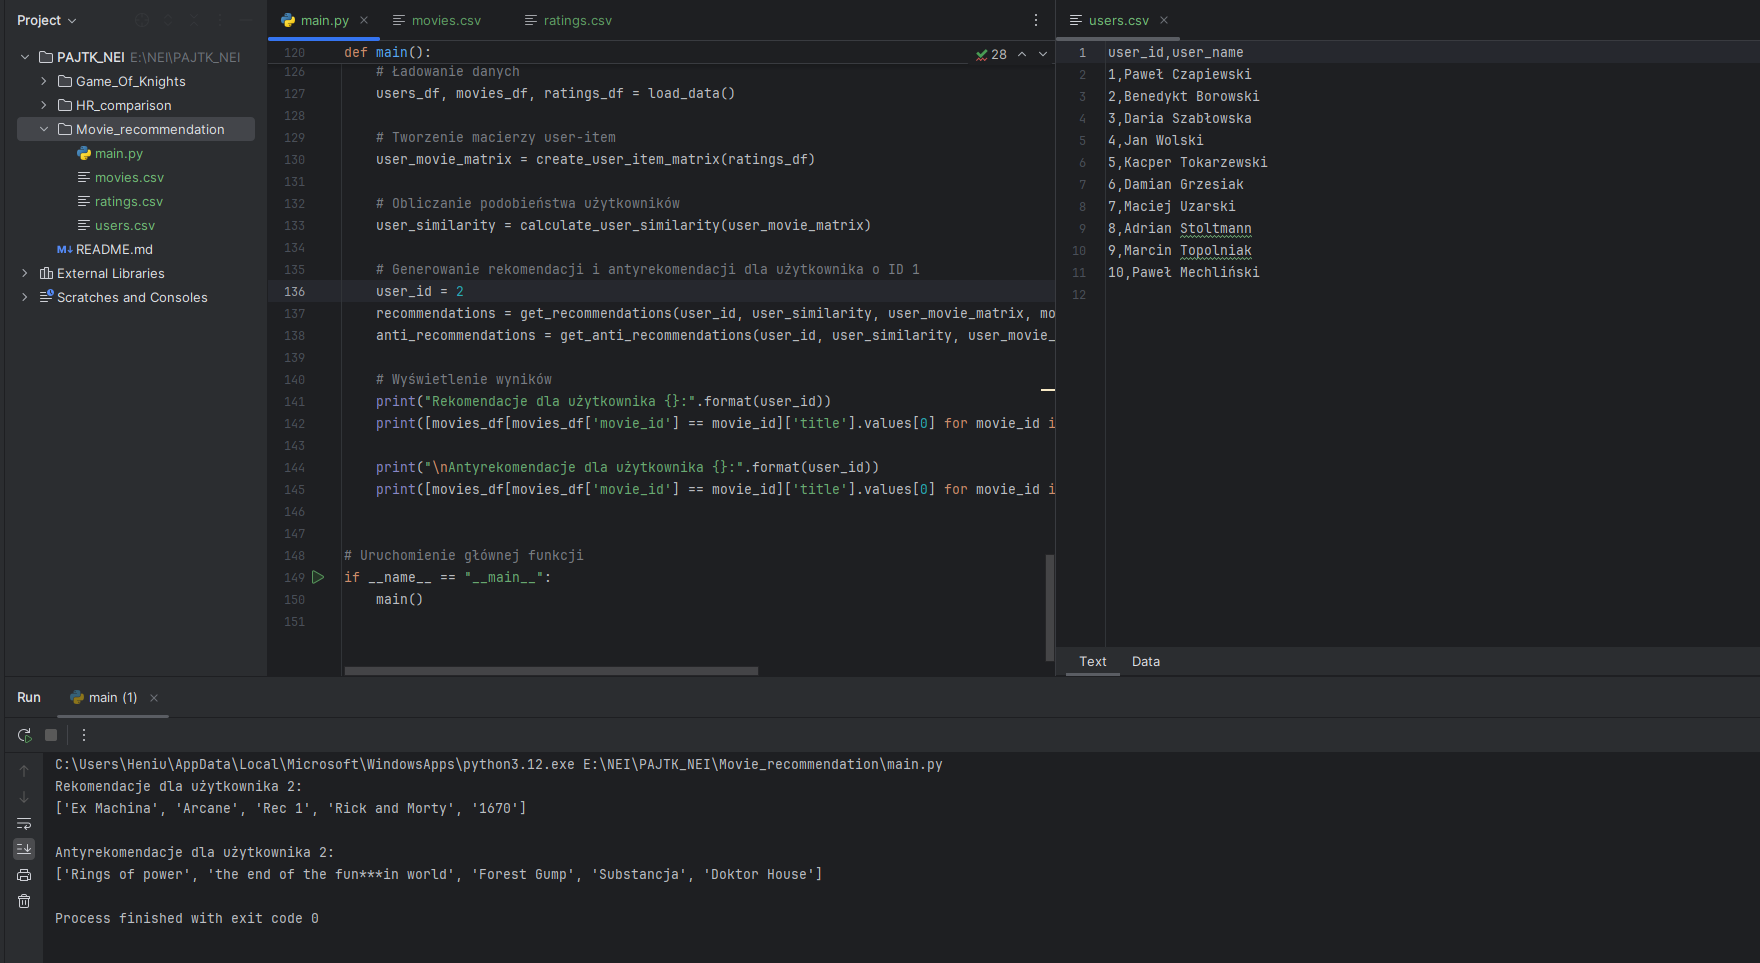 Project
PAJTK_NEI E:\NEI\PAJTK_NEI
Game_Of_Knights
HR_comparison
Movie_recommendation
main.py
movies.csv
ratings.csv
users.csv
M↓ README.md
External Libraries
Scratches and Consoles
main.py movies.csv ratings.csv
28
120 def main():
126 # Ładowanie danych
127 users_df, movies_df, ratings_df = load_data()
128
129 # Tworzenie macierzy user-item
130 user_movie_matrix = create_user_item_matrix(ratings_df)
131
132 # Obliczanie podobieństwa użytkowników
133 user_similarity = calculate_user_similarity(user_movie_matrix)
134
135 # Generowanie rekomendacji i antyrekomendacji dla użytkownika o ID 1
136 user_id = 2
137 recommendations = get_recommendations(user_id, user_similarity, user_movie_matrix, mo
138 anti_recommendations = get_anti_recommendations(user_id, user_similarity, user_movie_
139
140 # Wyświetlenie wyników
141 print("Rekomendacje dla użytkownika {}:".format(user_id))
142 print([movies_df[movies_df['movie_id'] == movie_id]['title'].values[0] for movie_id i
143
144 print("\nAntyrekomendacje dla użytkownika {}:".format(user_id))
145 print([movies_df[movies_df['movie_id'] == movie_id]['title'].values[0] for movie_id i
146
147
148 # Uruchomienie głównej funkcji
149 if __name__ == "__main__":
150 main()
151
users.csv
1 user_id,user_name
2 1,Paweł Czapiewski
3 2,Benedykt Borowski
4 3,Daria Szabłowska
5 4,Jan Wolski
6 5,Kacper Tokarzewski
7 6,Damian Grzesiak
8 7,Maciej Uzarski
9 8,Adrian Stoltmann
10 9,Marcin Topolniak
11 10,Paweł Mechliński
12
Text Data
Run main (1)
C:\Users\Heniu\AppData\Local\Microsoft\WindowsApps\python3.12.exe E:\NEI\PAJTK_NEI\Movie_recommendation\main.py
Rekomendacje dla użytkownika 2:
['Ex Machina', 'Arcane', 'Rec 1', 'Rick and Morty', '1670']
Antyrekomendacje dla użytkownika 2:
['Rings of power', 'the end of the fun***in world', 'Forest Gump', 'Substancja', 'Doktor House']
Process finished with exit code 0